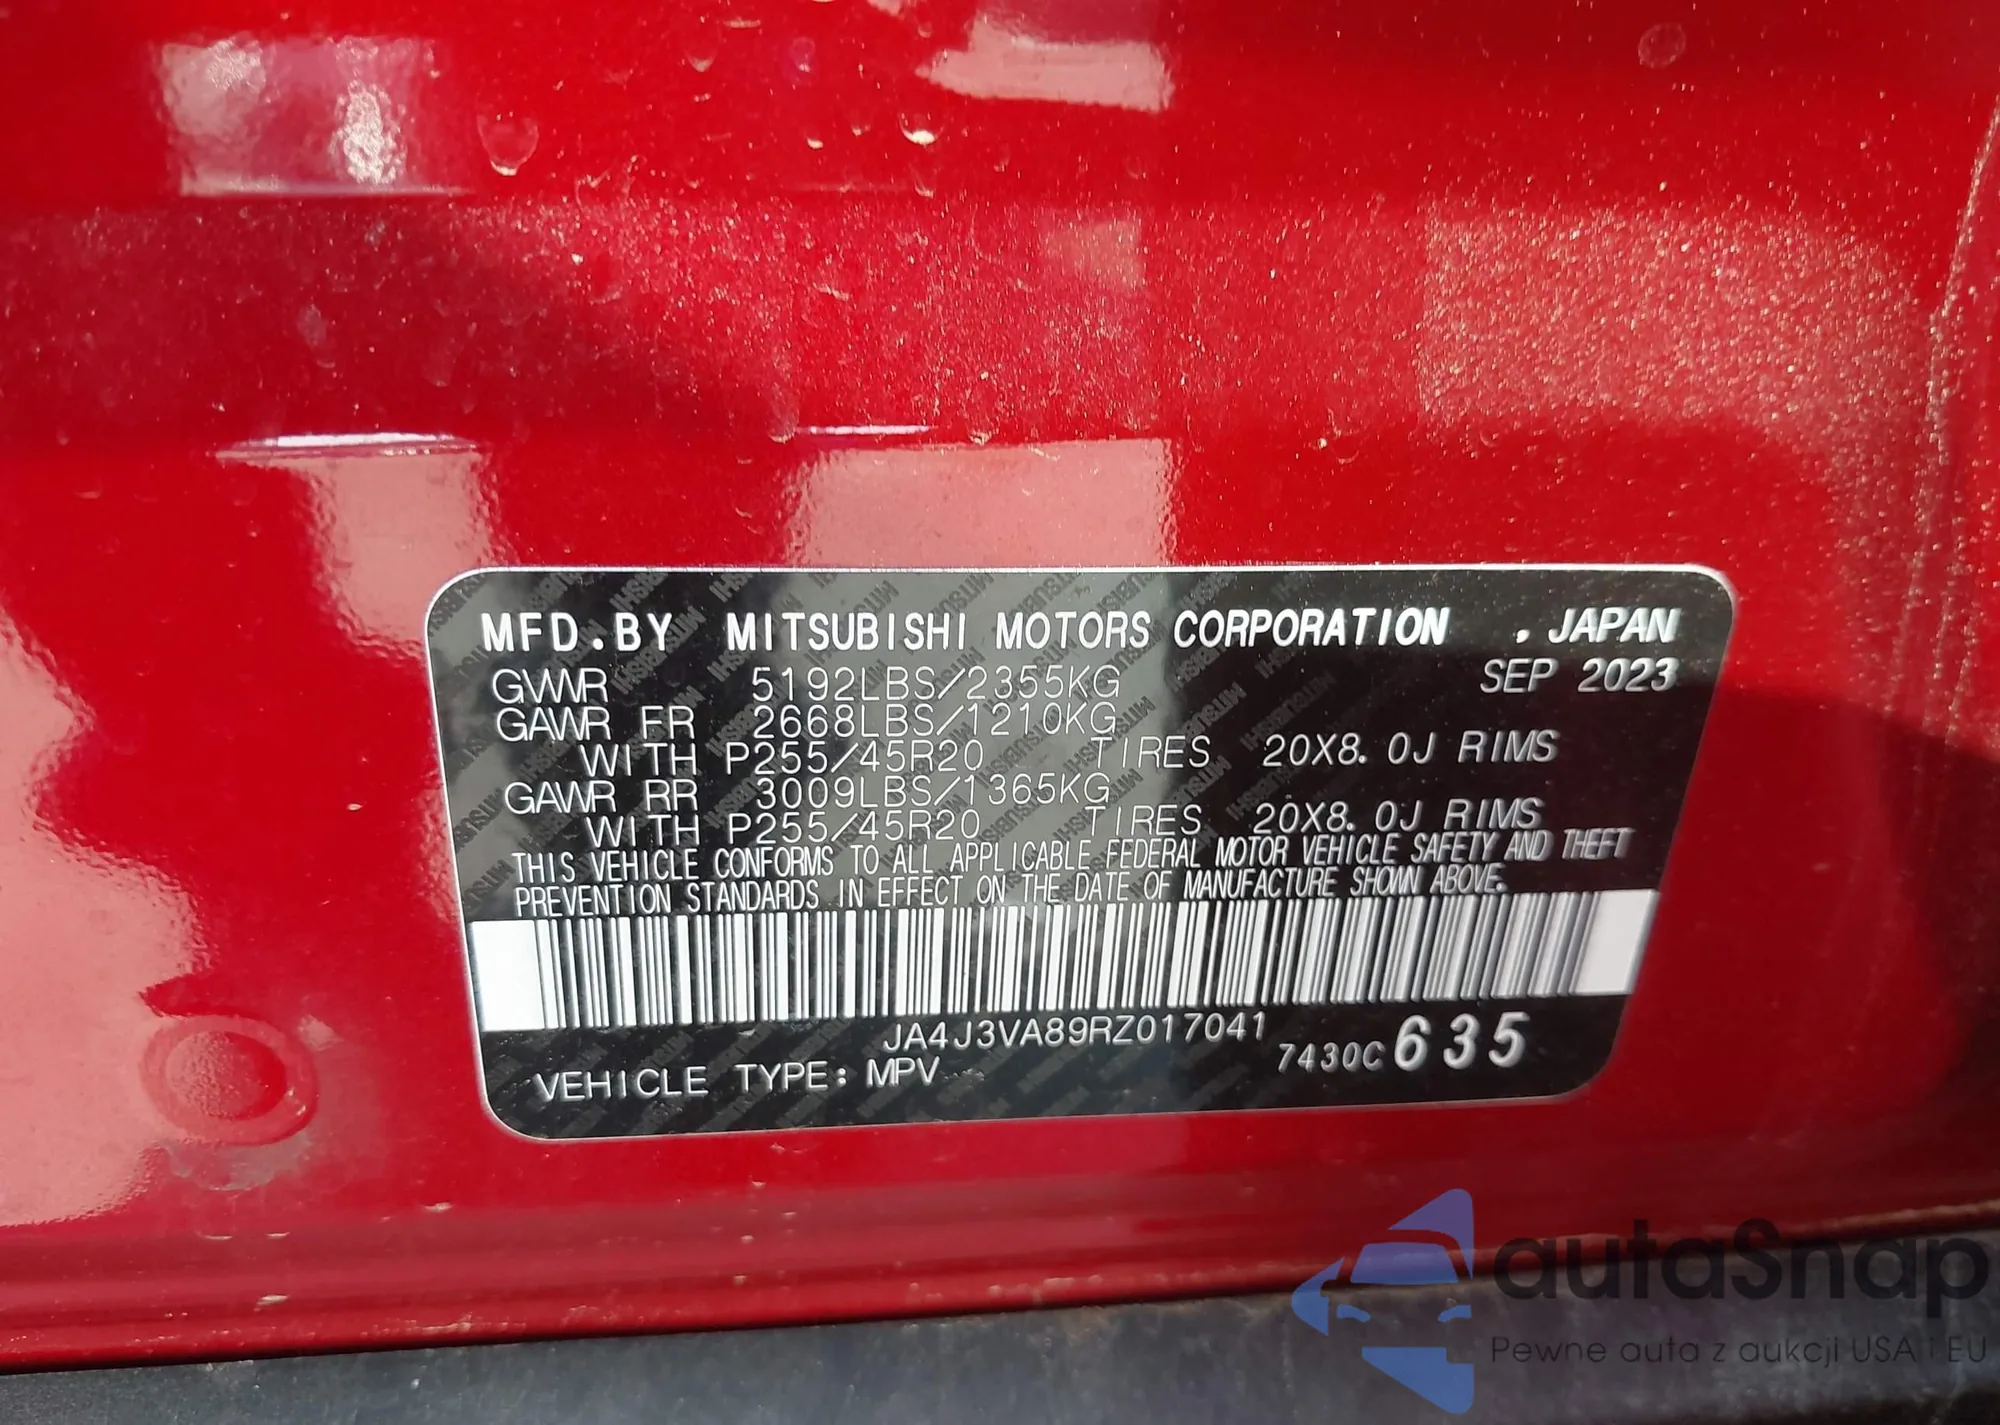 MFD.BY MITSUBISHI MOTORS CORPORATION , JAPAN
SEP 2023
GVWR 5192LBS/2355KG
GAWR FR 2668LBS/1210KG
WITH P255/45R20 TIRES 20X8.0J RIMS
GAWR RR 3009LBS/1365KG
WITH P255/45R20 TIRES 20X8.0J RIMS
THIS VEHICLE CONFORMS TO ALL APPLICABLE FEDERAL MOTOR VEHICLE SAFETY AND THEFT
PREVENTION STANDARDS IN EFFECT ON THE DATE OF MANUFACTURE SHOWN ABOVE.
JA4J3VA89RZ017041
7430C 635
VEHICLE TYPE: MPV
autaSnap
Pewne auta z aukcji USA i EU